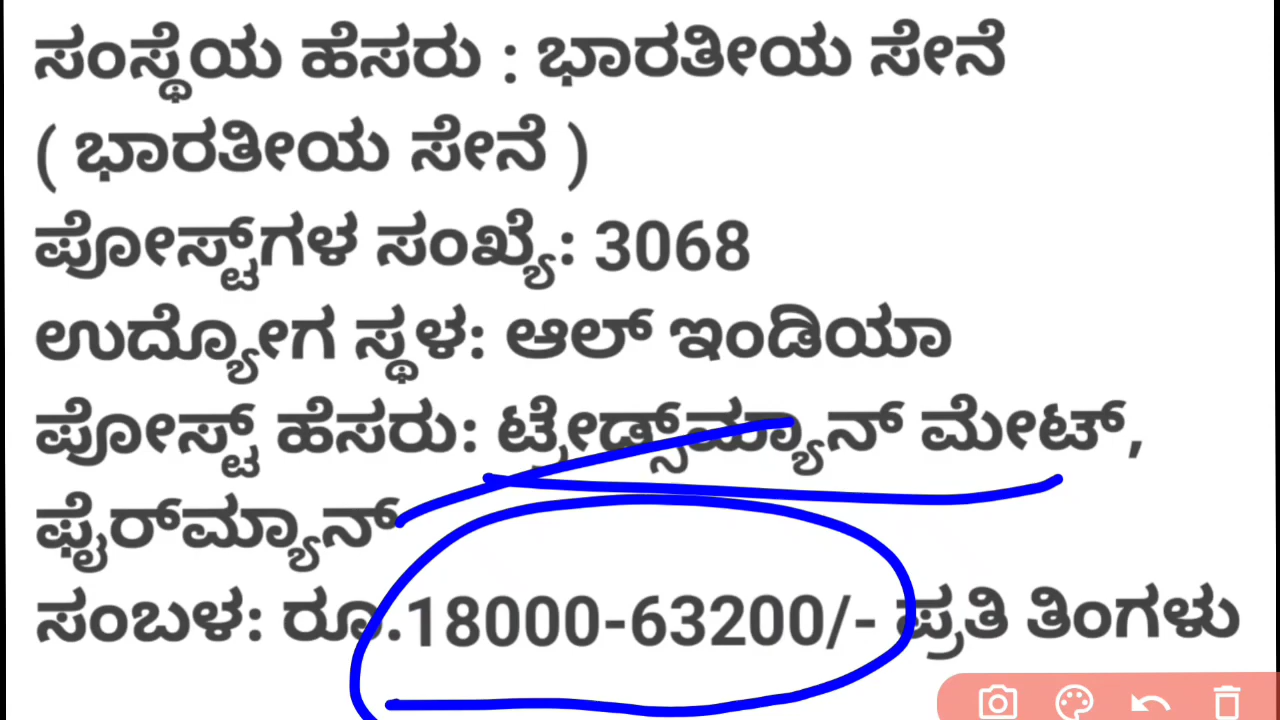 ಸಂಸ್ಥೆಯ ಹೆಸರು : ಭಾರತೀಯ ಸೇನೆ
( ಭಾರತೀಯ ಸೇನೆ )
ಪೋಸ್ಟ್‌ಗಳ ಸಂಖ್ಯೆ: 3068
ಉದ್ಯೋಗ ಸ್ಥಳ: ಆಲ್ ಇಂಡಿಯಾ
ಪೋಸ್ಟ್ ಹೆಸರು: ಟ್ರೇಡ್ಸ್‌ಮ್ಯಾನ್ ಮೇಟ್,
ಫೈರ್‌ಮ್ಯಾನ್
ಸಂಬಳ: ರೂ.18000-63200/- ಪ್ರತಿ ತಿಂಗಳು